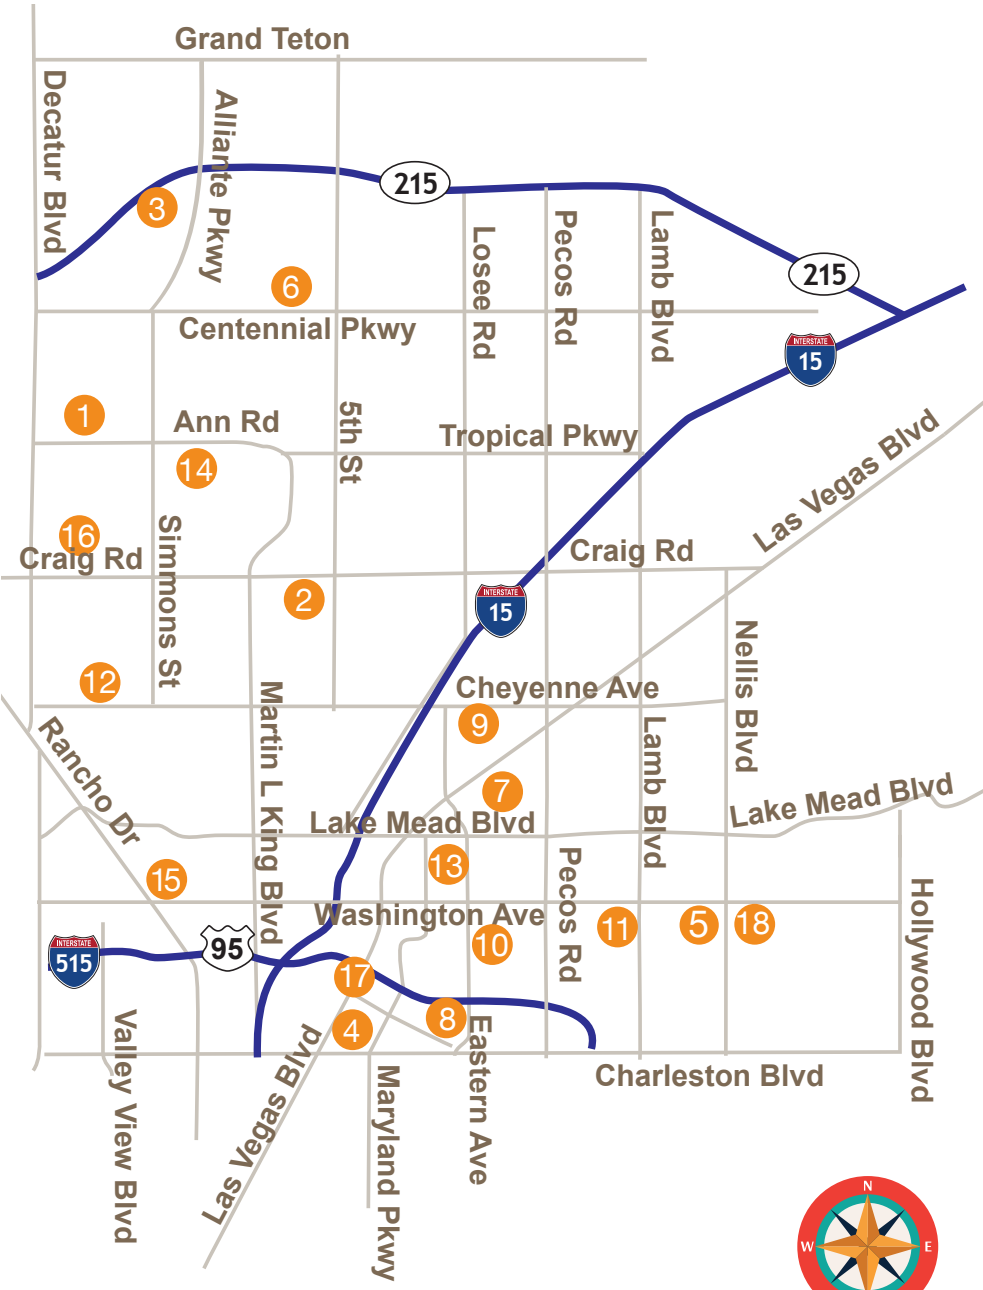 Grand Teton
Decatur Blvd
Alliante Pkwy
215
3
Losee Rd
Pecos Rd
Lamb Blvd
215
6
Centennial Pkwy
INTERSTATE
15
1
Ann Rd
5th St
Tropical Pkwy
14
Las Vegas Blvd
16
Craig Rd
Simmons St
Craig Rd
2
INTERSTATE
15
Nellis Blvd
12
Cheyenne Ave
Martin L King Blvd
9
Rancho Dr
Lamb Blvd
7
Lake Mead Blvd
Lake Mead Blvd
13
Pecos Rd
15
Hollywood Blvd
Washington Ave
11
5
18
10
INTERSTATE
515
95
17
8
4
Valley View Blvd
Las Vegas Blvd
Eastern Ave
Maryland Pkwy
Charleston Blvd
N
W
E